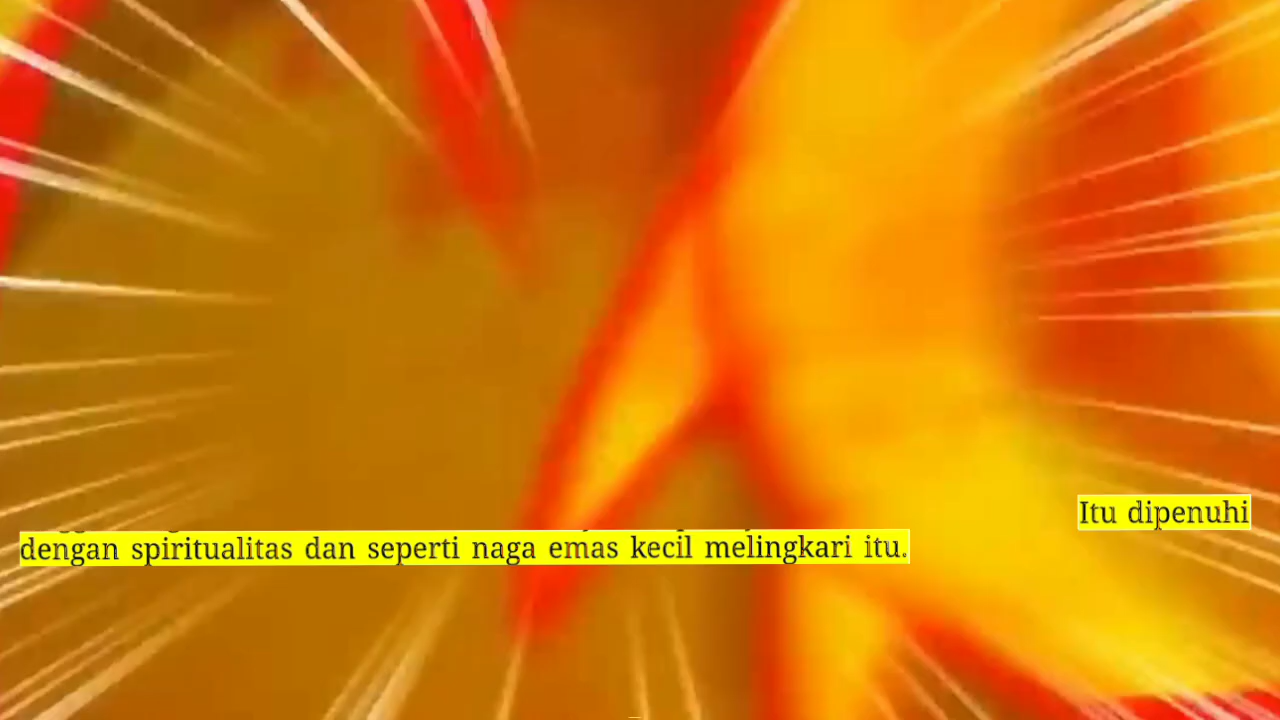 Itu dipenuhi
dengan spiritualitas dan seperti naga emas kecil melingkari itu.